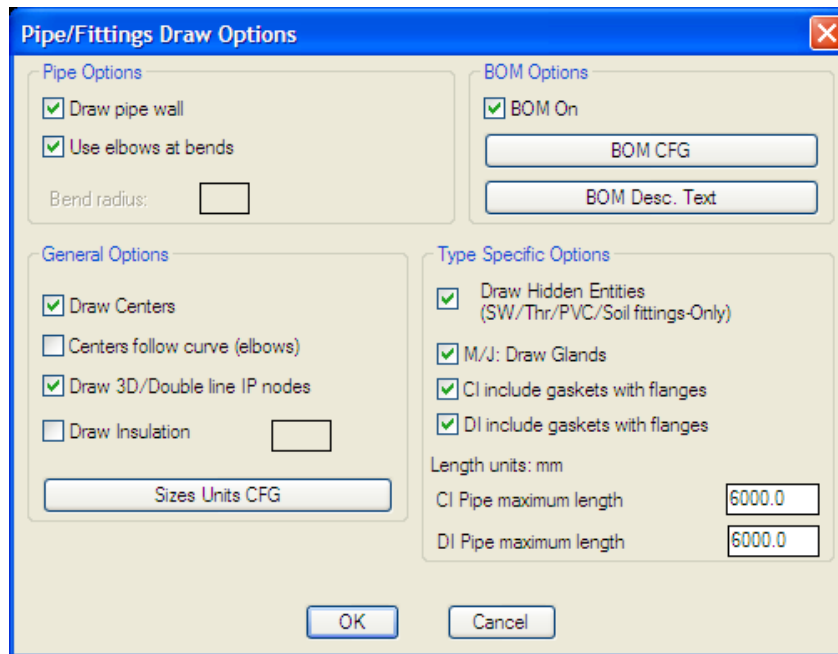 Pipe/Fittings Draw Options
Pipe Options
Draw pipe wall
Use elbows at bends
Bend radius:
BOM Options
BOM On
BOM CFG
BOM Desc. Text
General Options
Draw Centers
Centers follow curve (elbows)
Draw 3D/Double line IP nodes
Draw Insulation
Sizes Units CFG
Type Specific Options
Draw Hidden Entities
(SW/Thr/PVC/Soil fittings-Only)
M/J: Draw Glands
CI include gaskets with flanges
DI include gaskets with flanges
Length units: mm
CI Pipe maximum length 6000.0
DI Pipe maximum length 6000.0
OK Cancel